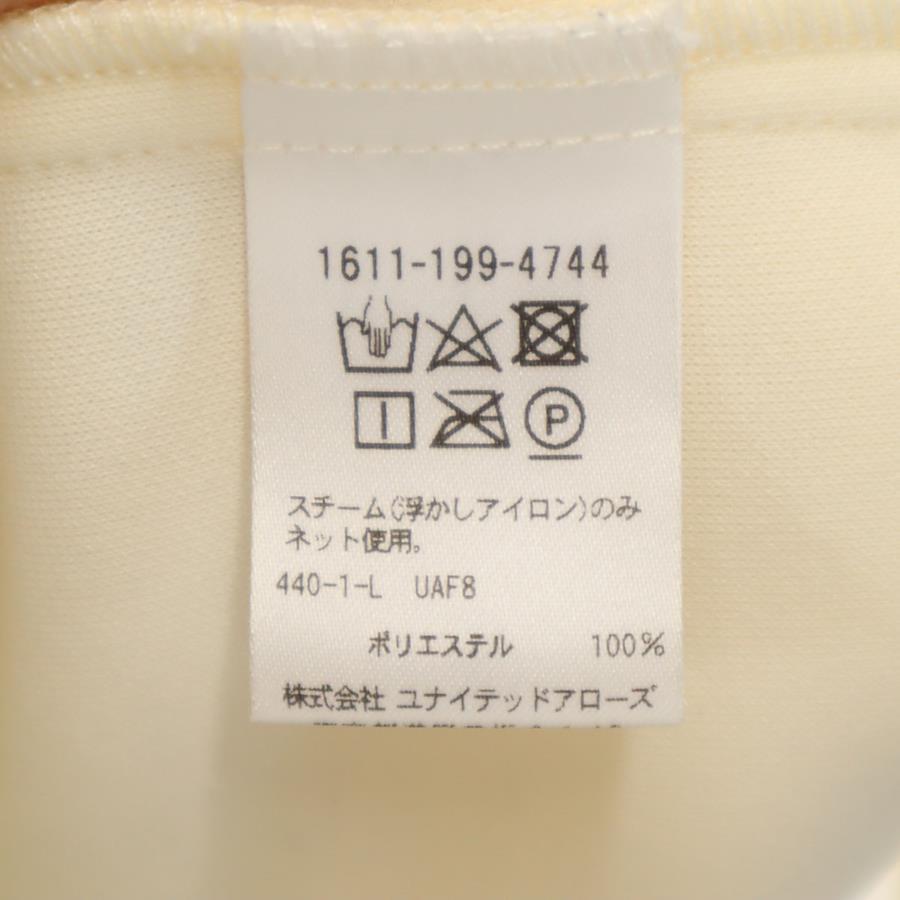 1611-199-4744
P
スチーム(浮かしアイロン)のみ
ネット使用。
440-1-L UAF8
ポリエステル 100%
株式会社 ユナイテッドアローズ